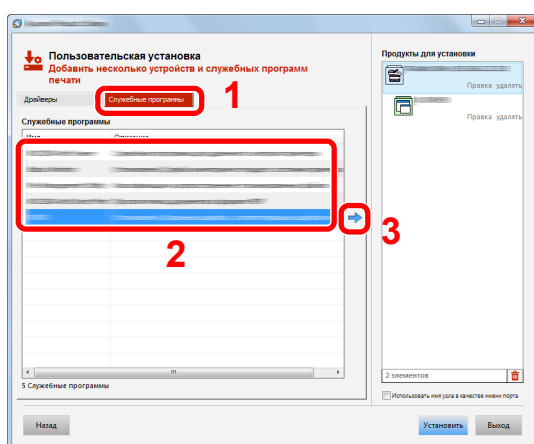 Пользовательская установка
Добавить несколько устройств и служебных программ
печати
Драйверы
Служебные программы
1
Служебные программы
2
3
5 Служебные программы
Продукты для установки
Правка удалять
Правка удалять
2 элементов
Использовать имя узла в качестве имени порта
Назад
Установить
Выход